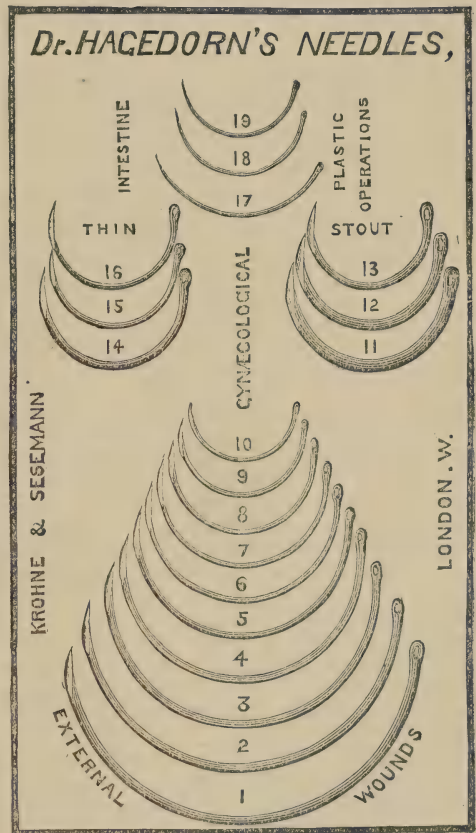 Dr. HAGEDORN'S NEEDLES,
INTESTINE
PLASTIC
OPERATIONS
19
18
17
THIN
16
15
14
STOUT
13
12
11
GYNÆCOLOGICAL
10
9
8
7
6
5
4
3
2
1
EXTERNAL
WOUNDS
KROHNE & SESEMANN
LONDON. W.